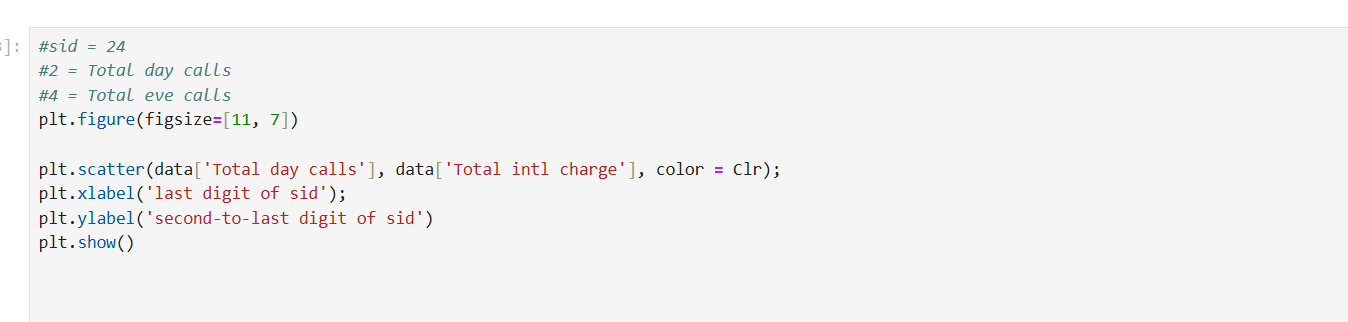 ]:
#sid = 24
#2 = Total day calls
#4 = Total eve calls
plt.figure(figsize=[11, 7])
plt.scatter(data['Total day calls'], data['Total intl charge'], color = Clr);
plt.xlabel('last digit of sid');
plt.ylabel('second-to-last digit of sid')
plt.show()